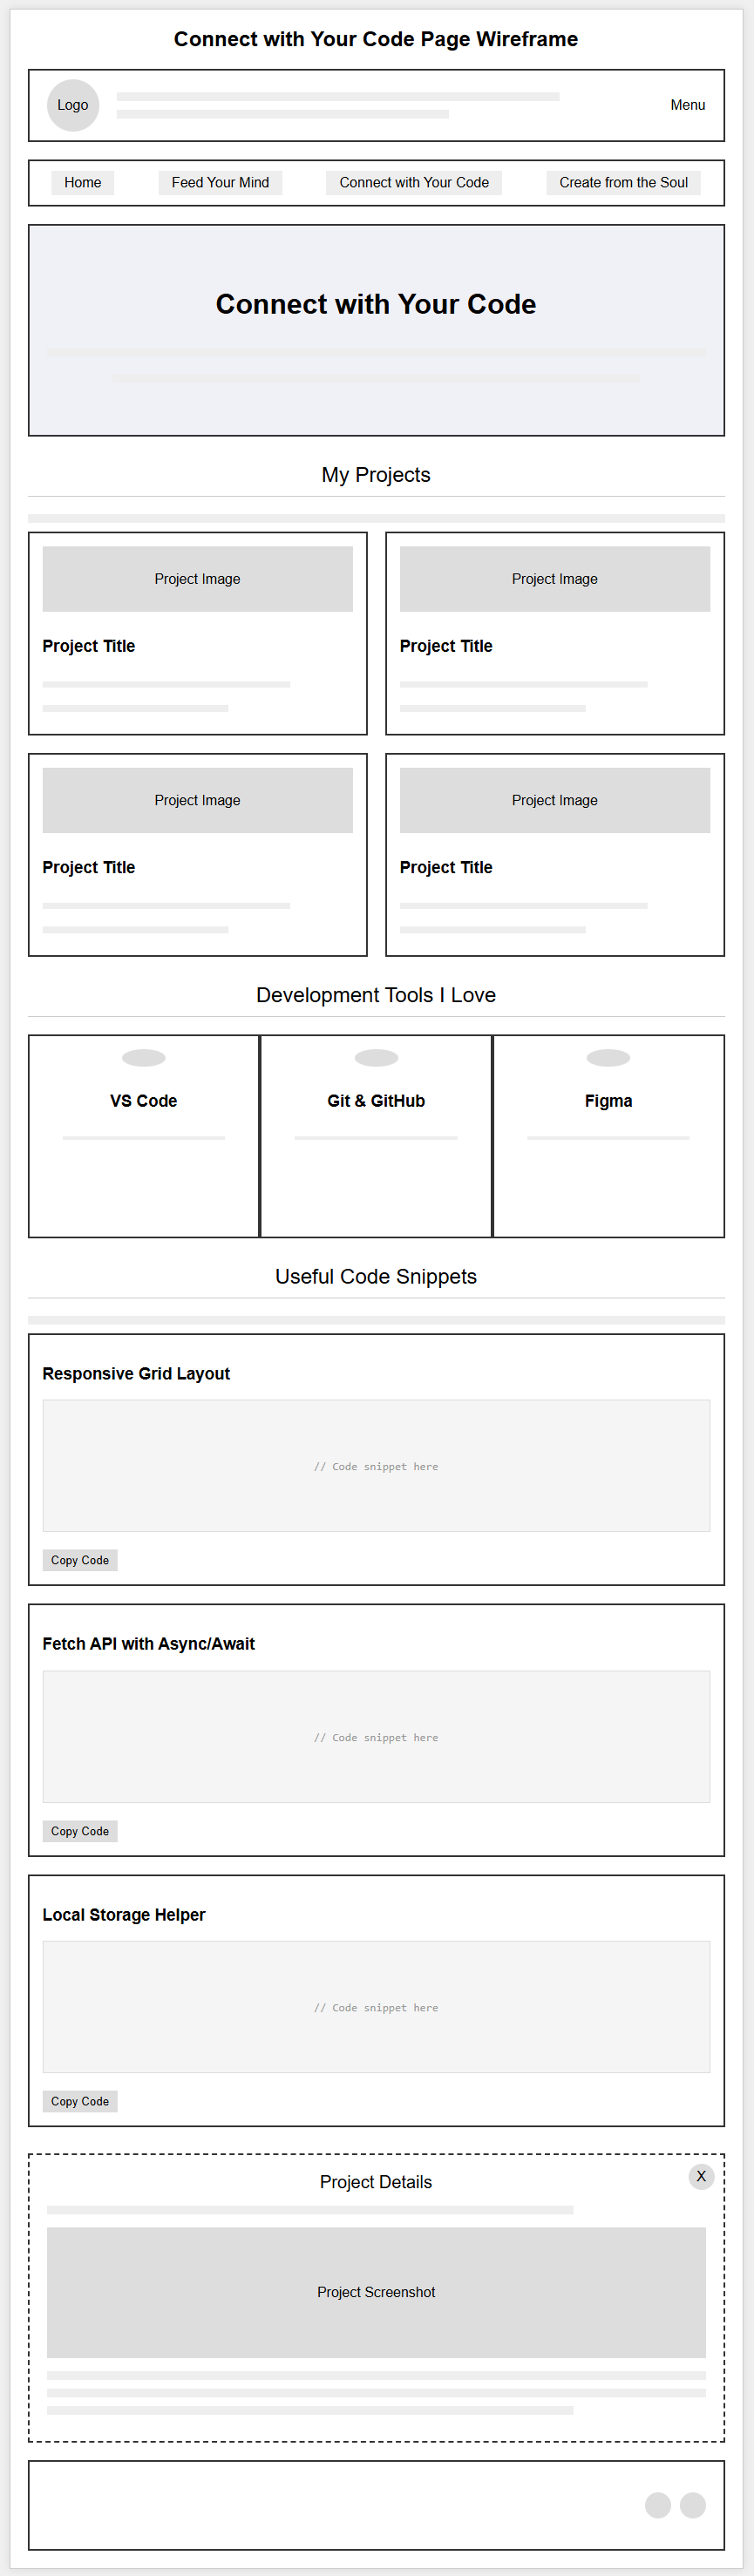 Connect with Your Code Page Wireframe
Logo
Menu
Home
Feed Your Mind
Connect with Your Code
Create from the Soul
Connect with Your Code
My Projects
Project Image
Project Image
Project Title
Project Title
Project Image
Project Image
Project Title
Project Title
Development Tools I Love
VS Code
Git & GitHub
Figma
Useful Code Snippets
Responsive Grid Layout
// Code snippet here
Copy Code
Fetch API with Async/Await
// Code snippet here
Copy Code
Local Storage Helper
// Code snippet here
Copy Code
Project Details
X
Project Screenshot